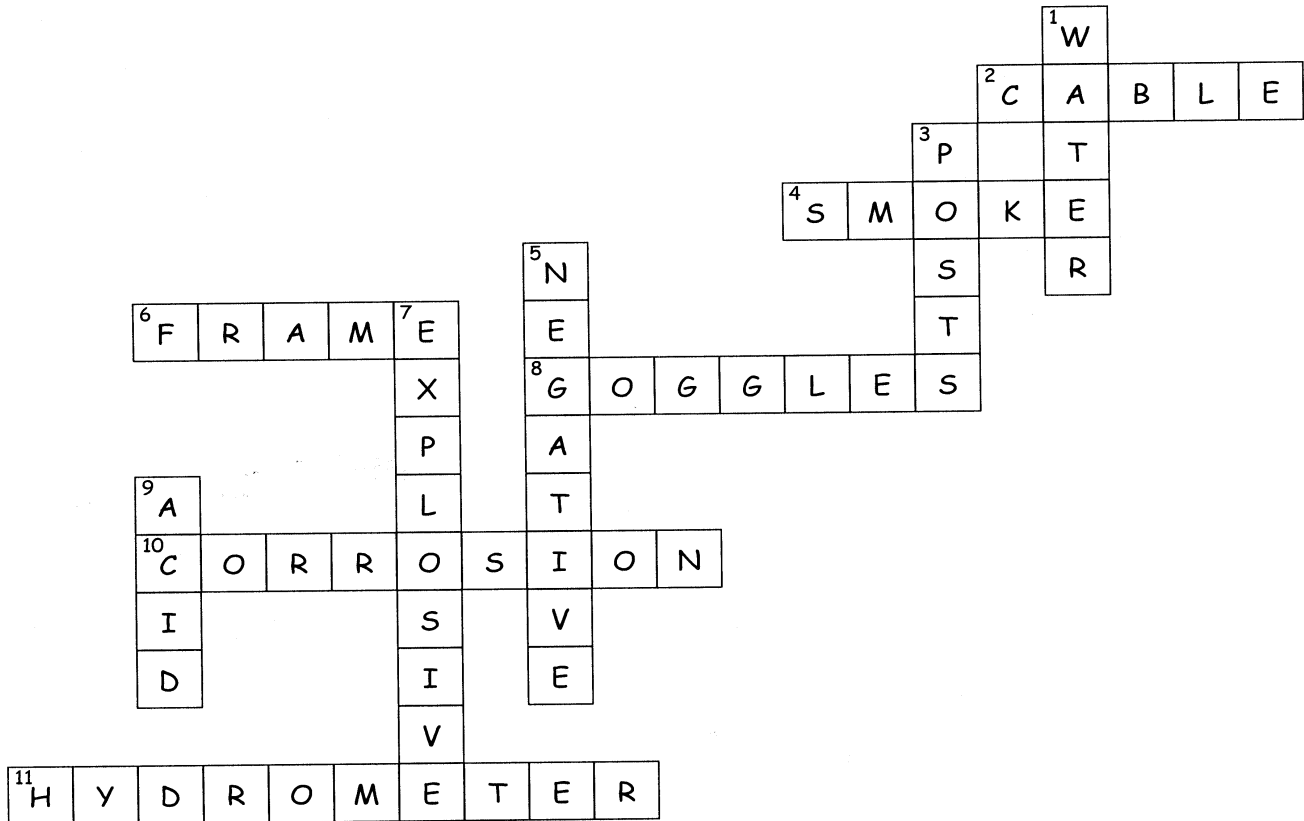 1 W
2 C A B L E
3 P T
4 S M O K E
5 N S R
6 F R A M 7 E E T
X 8 G O G G L E S
P A
9 A L T
10 C O R R O S I O N
I S V
D I E
V
11 H Y D R O M E T E R